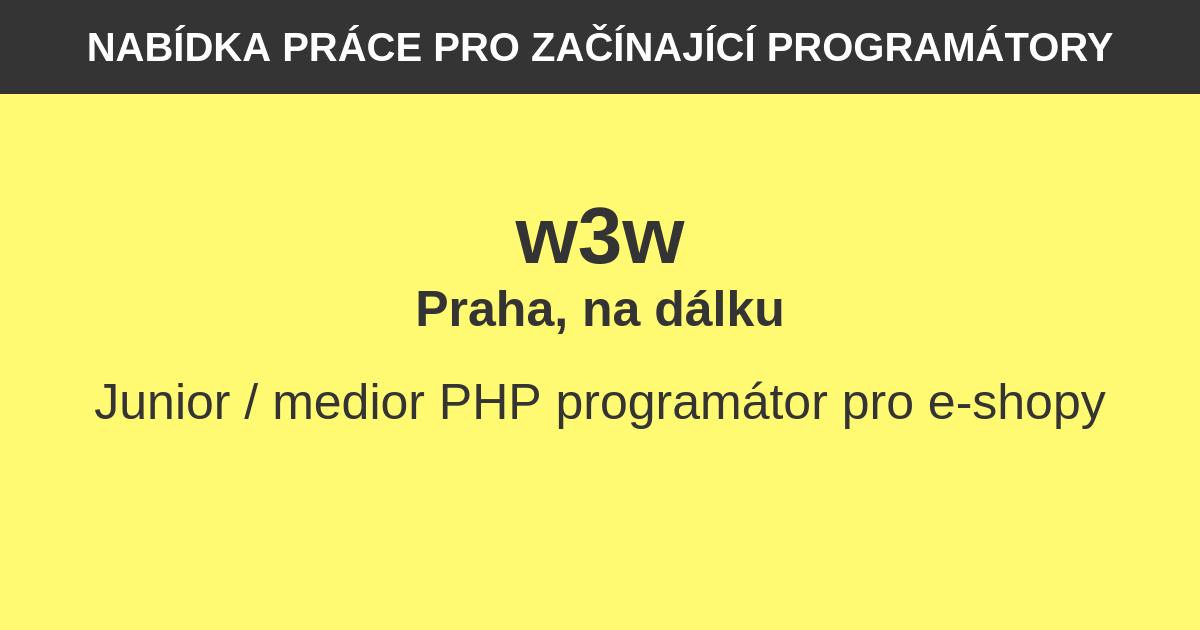 NABÍDKA PRÁCE PRO ZAČÍNAJÍCÍ PROGRAMÁTORY
w3w
Praha, na dálku
Junior / medior PHP programátor pro e-shopy